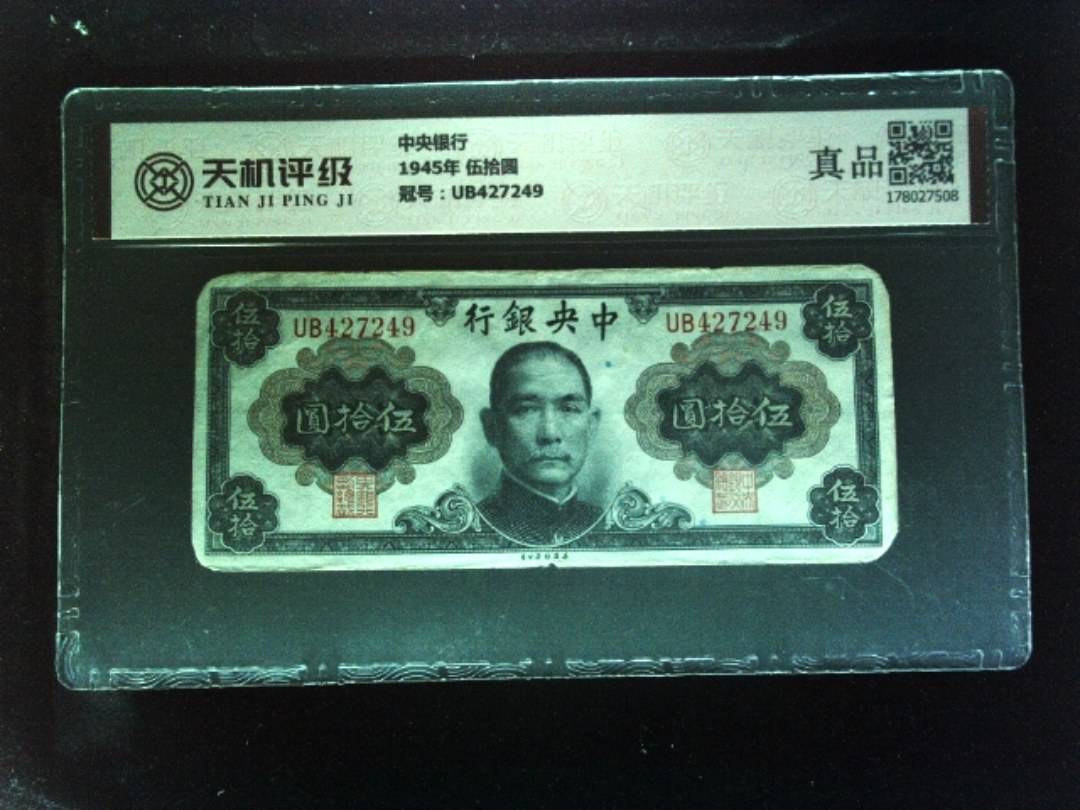 天机评级
TIAN JI PING JI
中央银行
1945年 伍拾圆
冠号：UB427249
真品
178027508
伍拾
UB427249
行銀央中
UB427249
伍拾
圓拾伍
圓拾伍
伍拾
伍拾